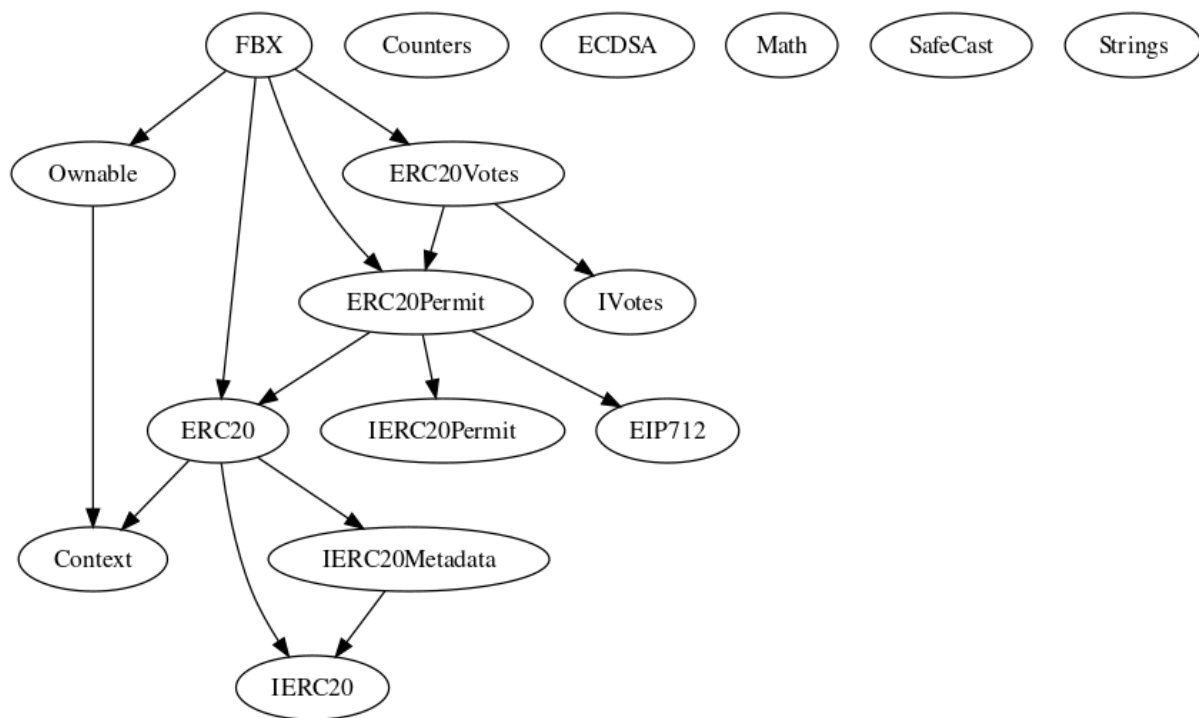 FBX Counters ECDSA Math SafeCast Strings
Ownable ERC20Votes
ERC20Permit IVotes
ERC20 IERC20Permit EIP712
Context IERC20Metadata
IERC20